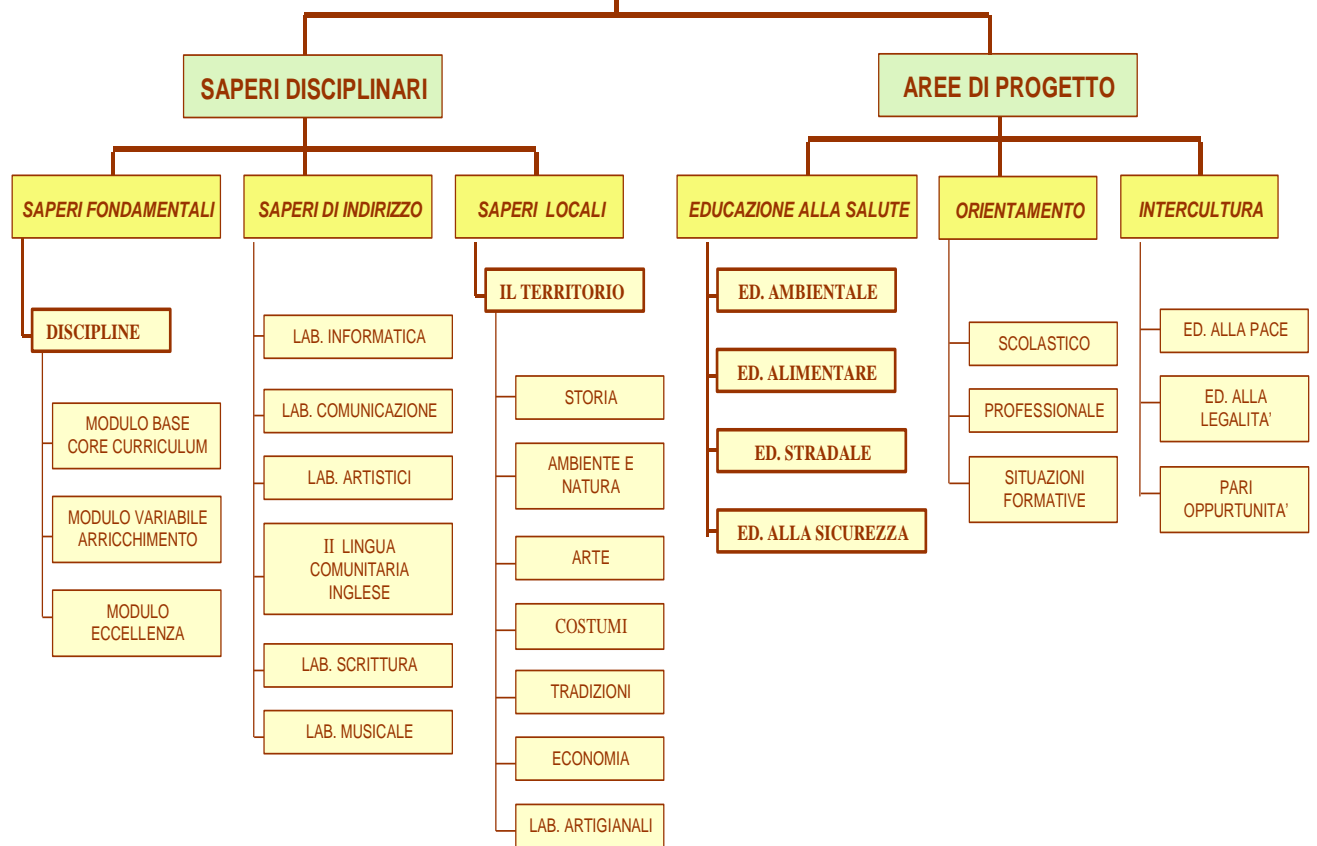 SAPERI DISCIPLINARI
AREE DI PROGETTO
SAPERI FONDAMENTALI
SAPERI DI INDIRIZZO
SAPERI LOCALI
EDUCAZIONE ALLA SALUTE
ORIENTAMENTO
INTERCULTURA
DISCIPLINE
MODULO BASE
CORE CURRICULUM
MODULO VARIABILE
ARRICCHIMENTO
MODULO
ECCELLENZA
LAB. INFORMATICA
LAB. COMUNICAZIONE
LAB. ARTISTICI
II LINGUA
COMUNITARIA
INGLESE
LAB. SCRITTURA
LAB. MUSICALE
IL TERRITORIO
STORIA
AMBIENTE E
NATURA
ARTE
COSTUMI
TRADIZIONI
ECONOMIA
LAB. ARTIGIANALI
ED. AMBIENTALE
ED. ALIMENTARE
ED. STRADALE
ED. ALLA SICUREZZA
SCOLASTICO
PROFESSIONALE
SITUAZIONI
FORMATIVE
ED. ALLA PACE
ED. ALLA
LEGALITA’
PARI
OPPURTUNITA’